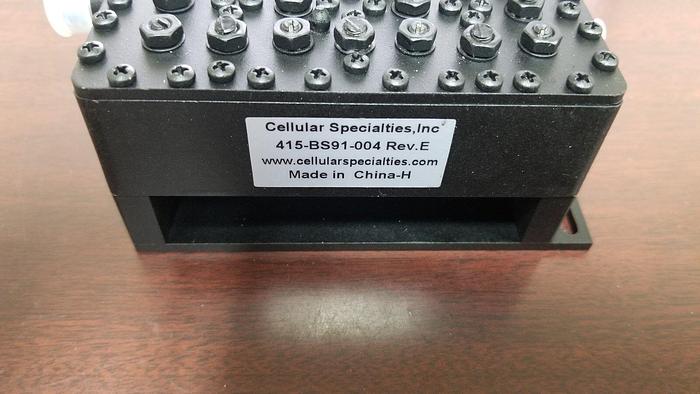 Cellular Specialties,Inc
415-BS91-004 Rev.E
www.cellularspecialties.com
Made in China-H